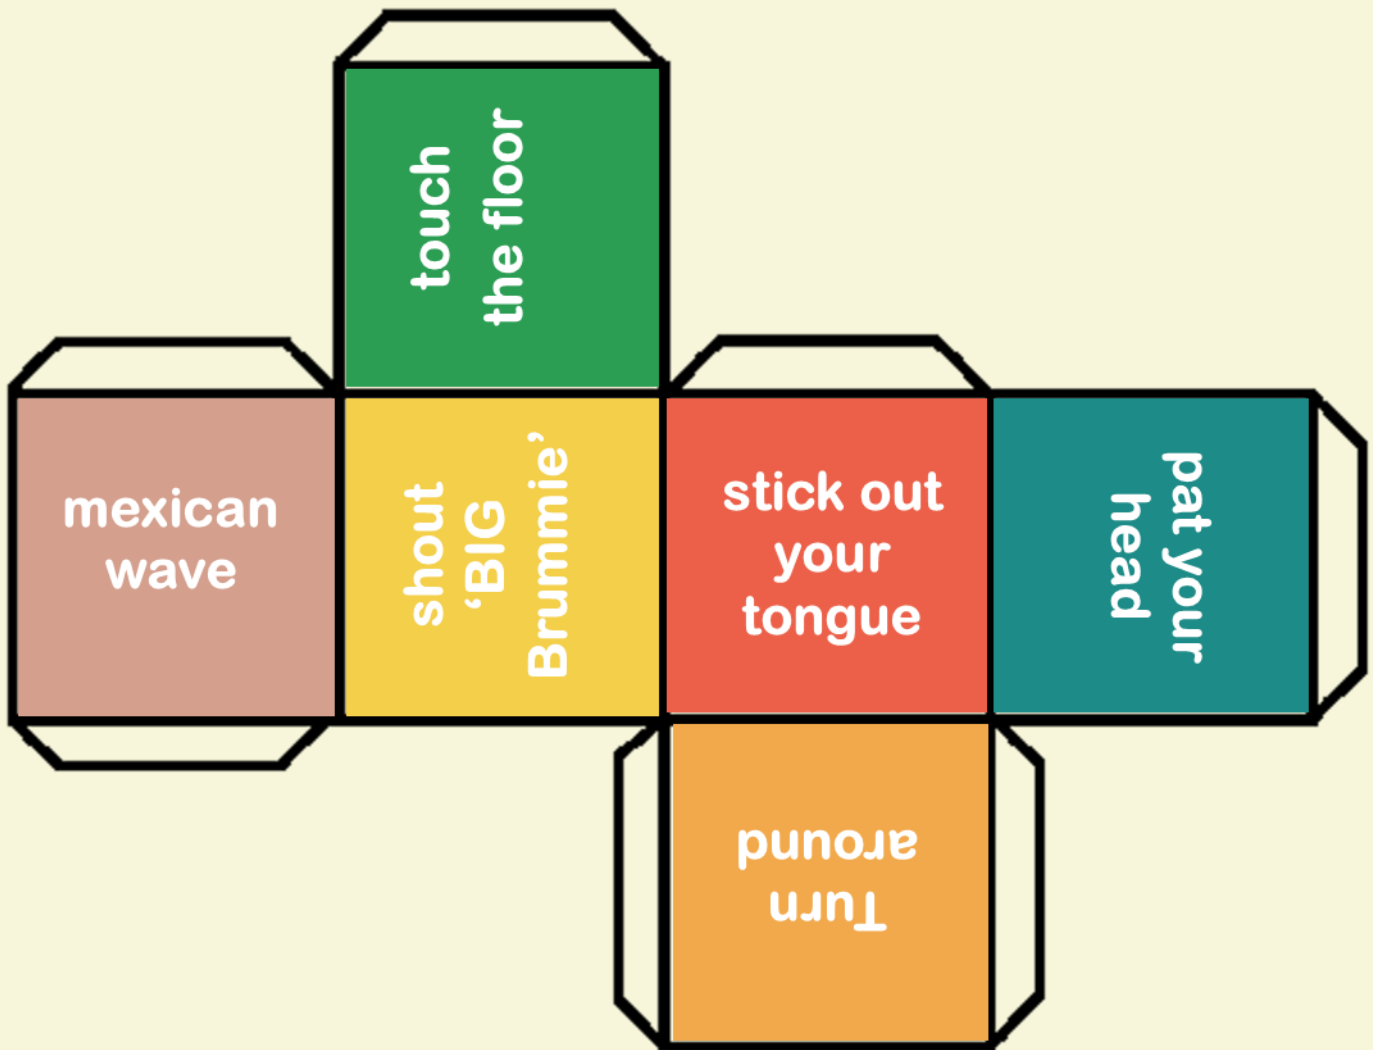 touch
the floor
mexican
wave
shout
‘BIG
Brummie’
stick out
your
tongue
pat your
head
Turn
around